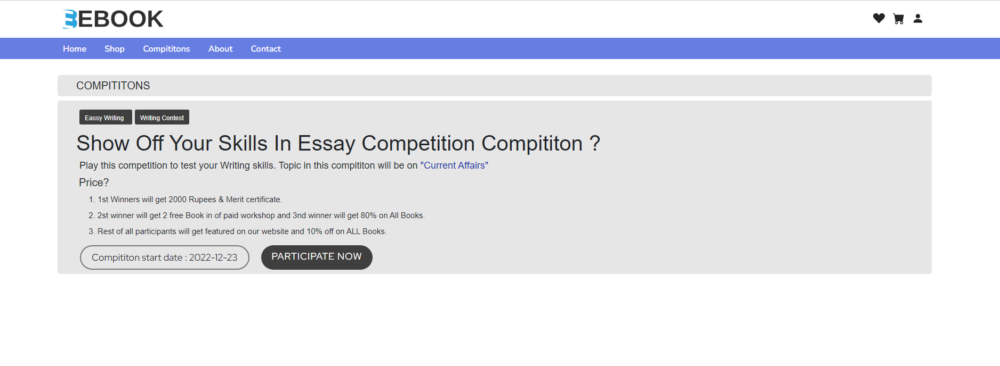 EBOOK
Home Shop Compititons About Contact
COMPITITONS
Eassy Writing Writing Contest
Show Off Your Skills In Essay Competition Compititon ?
Play this competition to test your Writing skills. Topic in this compititon will be on "Current Affairs"
Price?
1. 1st Winners will get 2000 Rupees & Merit certificate.
2. 2st winner will get 2 free Book in of paid workshop and 3nd winner will get 80% on All Books.
3. Rest of all participants will get featured on our website and 10% off on ALL Books.
Compititon start date : 2022-12-23 PARTICIPATE NOW